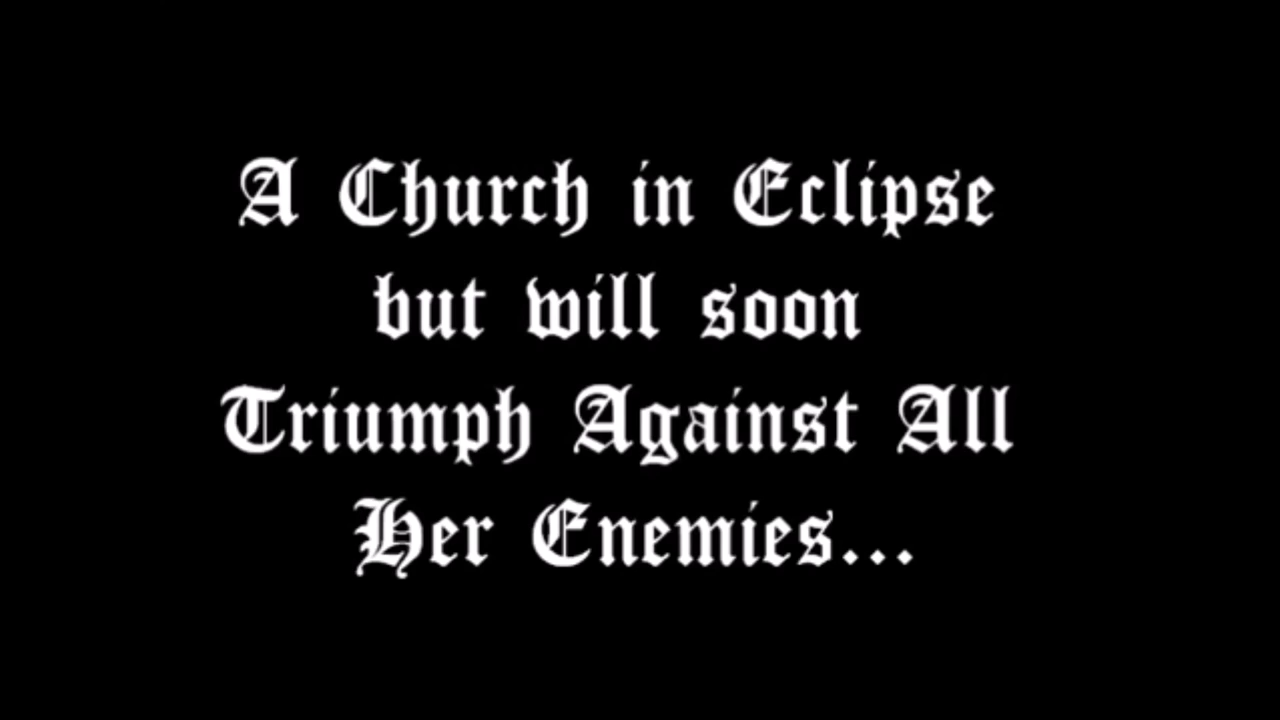 A Church in Eclipse
but will soon
Triumph Against All
Her Enemies...